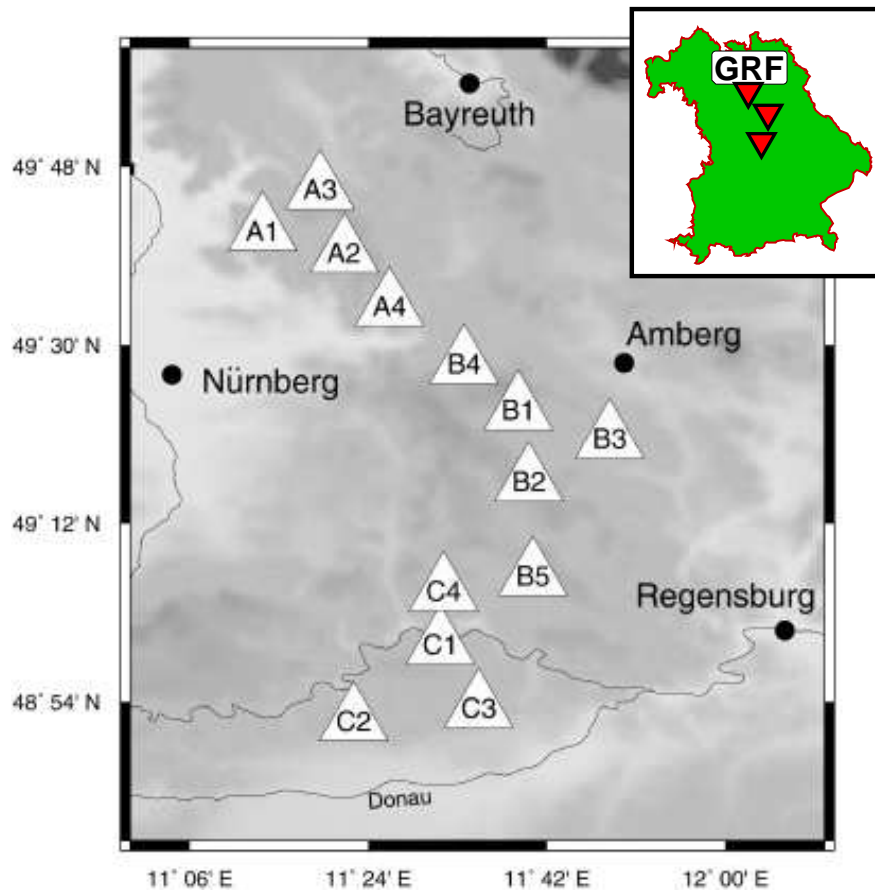 GRF
Bayreuth
49° 48' N
A3
A1
A2
A4
49° 30' N
Amberg
B4
Nürnberg
B1
B3
B2
49° 12' N
B5
C4
Regensburg
C1
48° 54' N
C3
C2
Donau
11° 06' E
11° 24' E
11° 42' E
12° 00' E